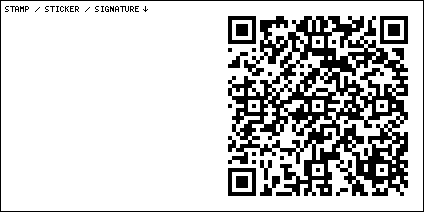 STAMP / STICKER / SIGNATURE ↓